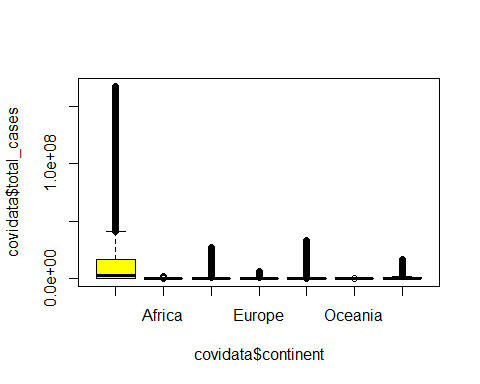 covidata$total_cases
1.0e+08
0.0e+00
Africa Europe Oceania
covidata$continent